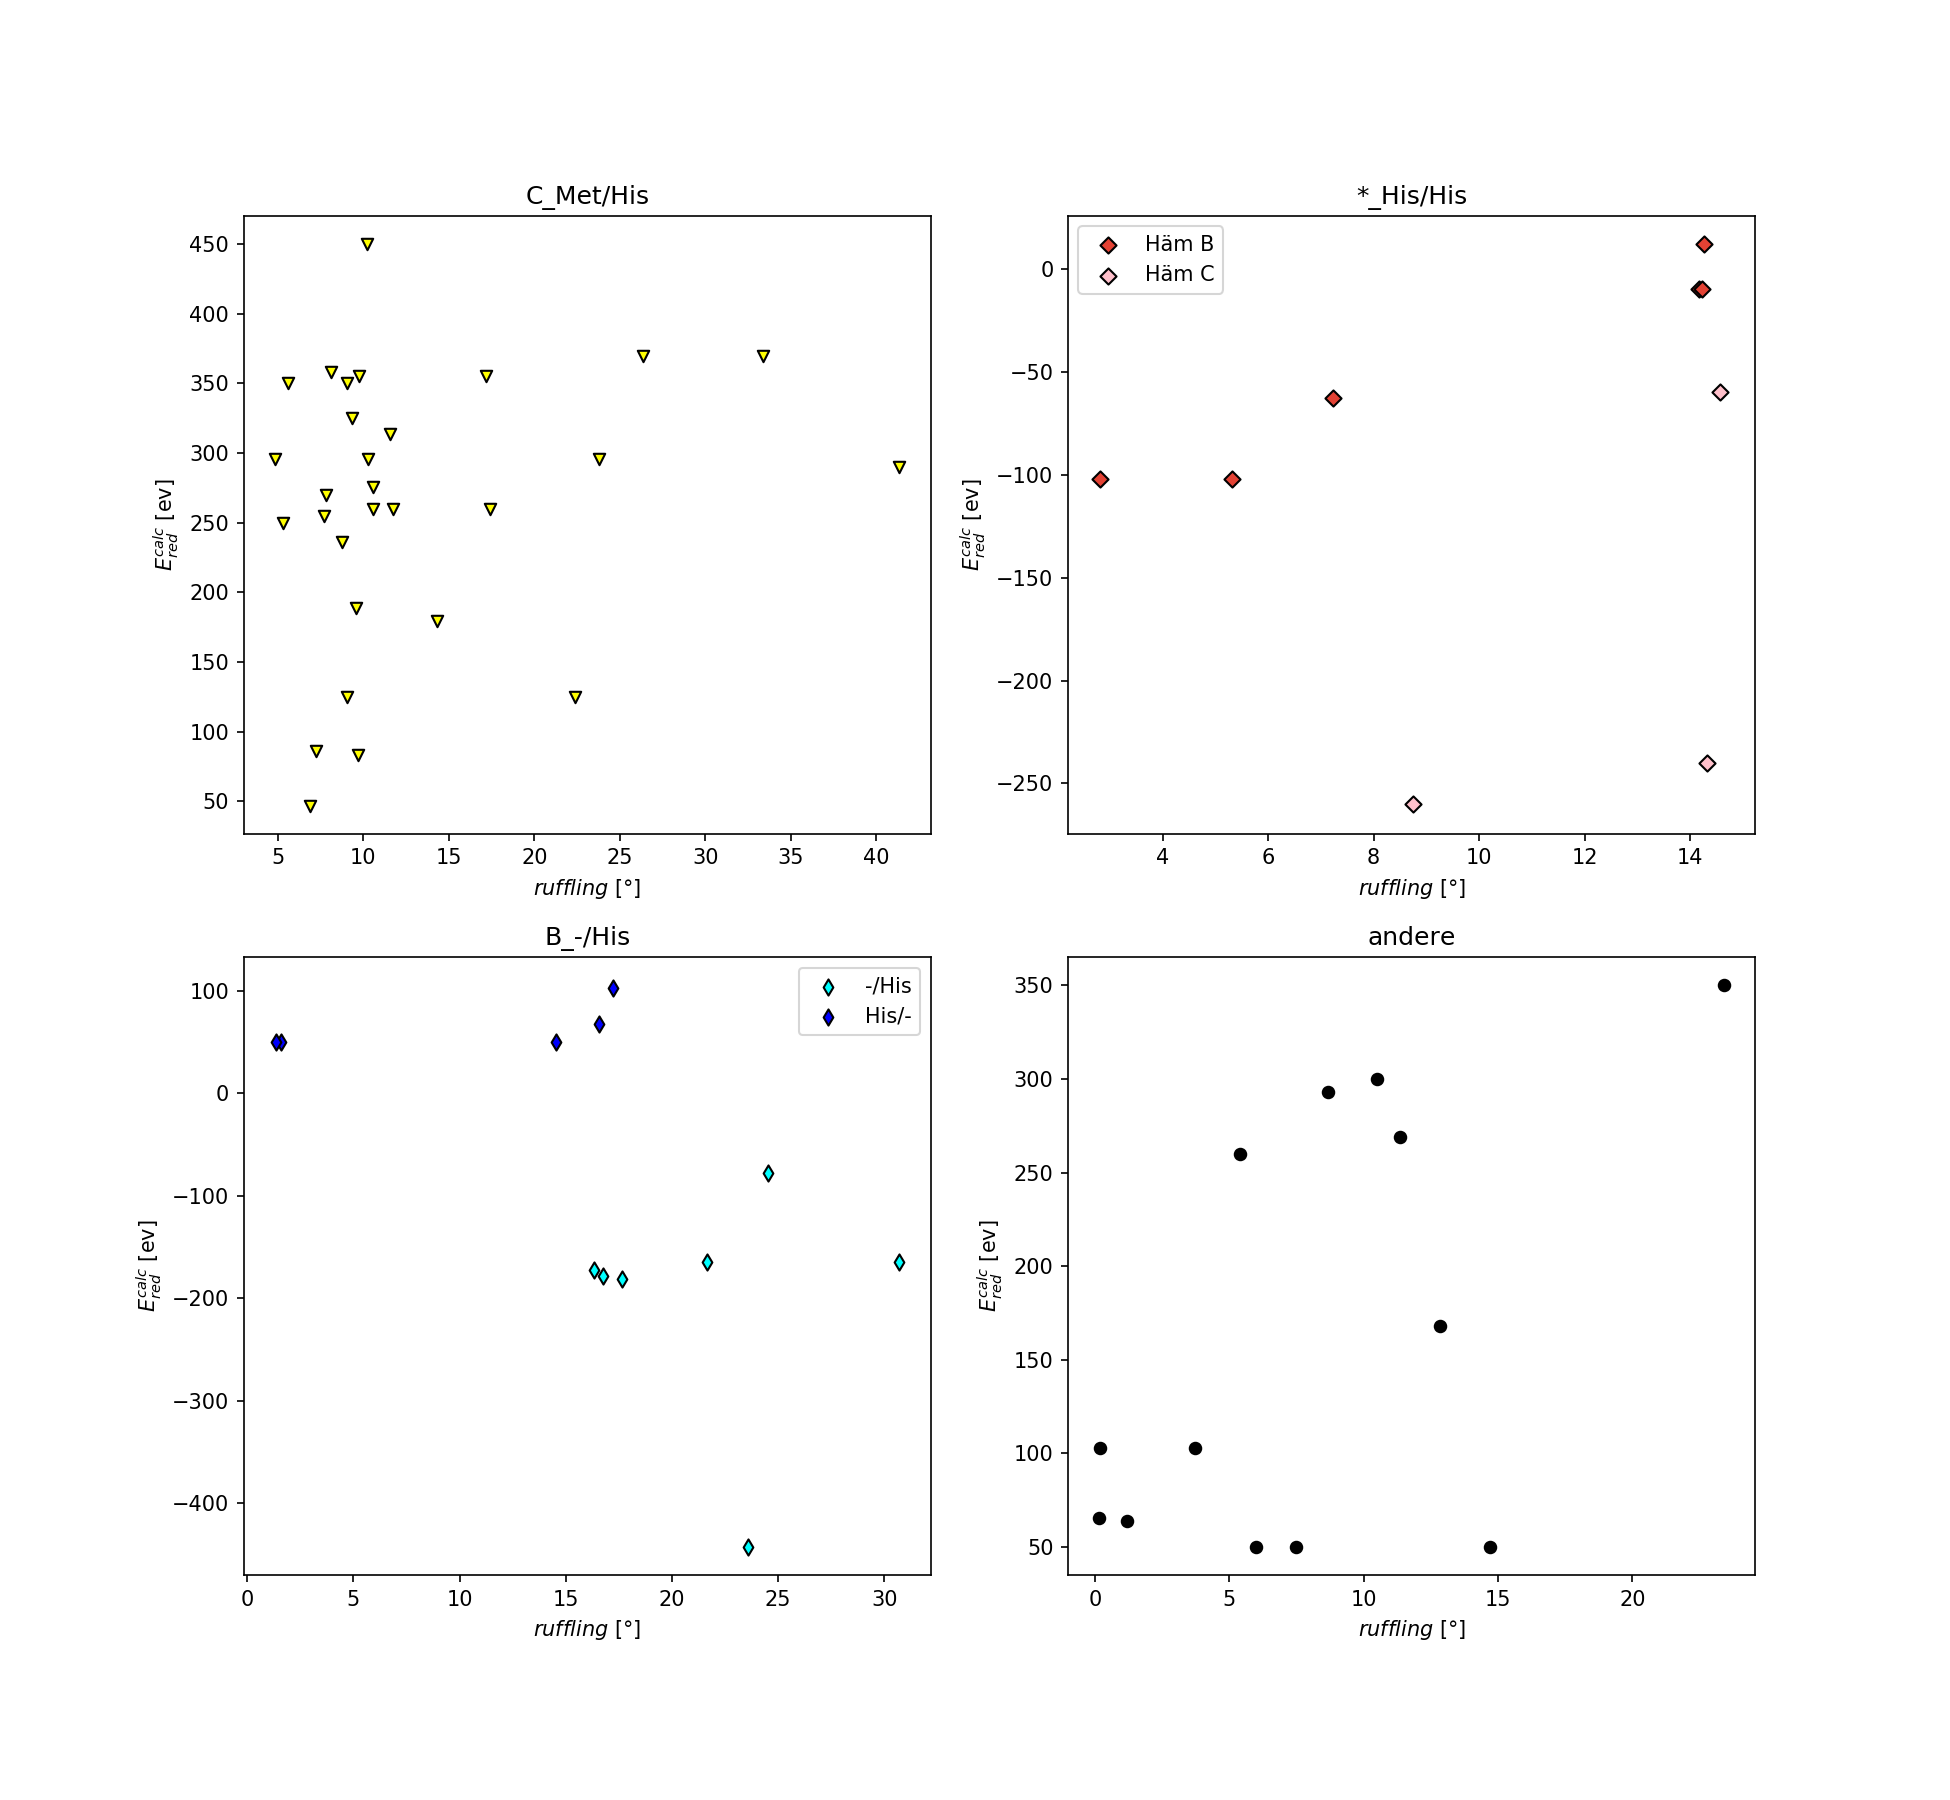 C_Met/His
450
400
350
300
250
200
150
100
50
E_{red}^{calc} [ev]
5 10 15 20 25 30 35 40
ruffling [°]
*_His/His
Häm B
Häm C
0
−50
−100
−150
−200
−250
E_{red}^{calc} [ev]
4 6 8 10 12 14
ruffling [°]
B_-/His
-/His
His/-
100
0
−100
−200
−300
−400
E_{red}^{calc} [ev]
0 5 10 15 20 25 30
ruffling [°]
andere
350
300
250
200
150
100
50
E_{red}^{calc} [ev]
0 5 10 15 20
ruffling [°]